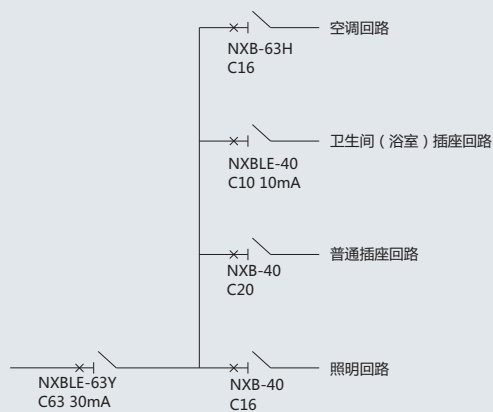 空调回路
NXB-63H
C16
卫生间（浴室）插座回路
NXBLE-40
C10 10mA
普通插座回路
NXB-40
C20
照明回路
NXBLE-63Y
C63 30mA
NXB-40
C16